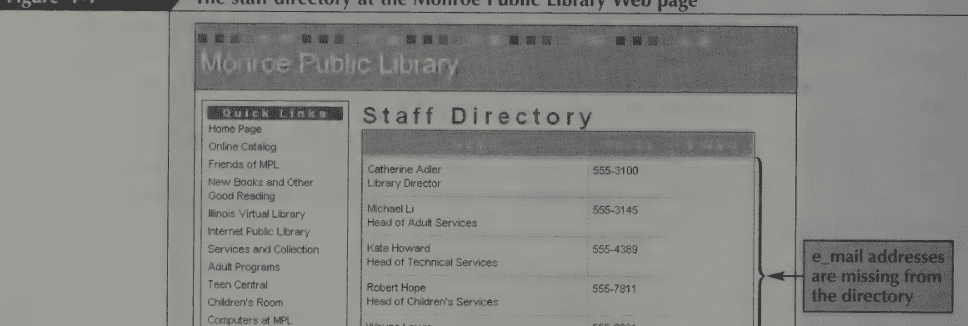 The staff directory at the Monroe Public Library Web page
Monroe Public Library
Quick Links
Home Page
Online Catalog
Friends of MPL
New Books and Other
Good Reading
Illinois Virtual Library
Internet Public Library
Services and Collection
Adult Programs
Teen Central
Children's Room
Computers at MPL
Staff Directory
Catherine Adler 555-3100
Library Director
Michael Li 555-3145
Head of Adult Services
Kate Howard 555-4389
Head of Technical Services
Robert Hope 555-7811
Head of Children's Services
e_mail addresses
are missing from
the directory